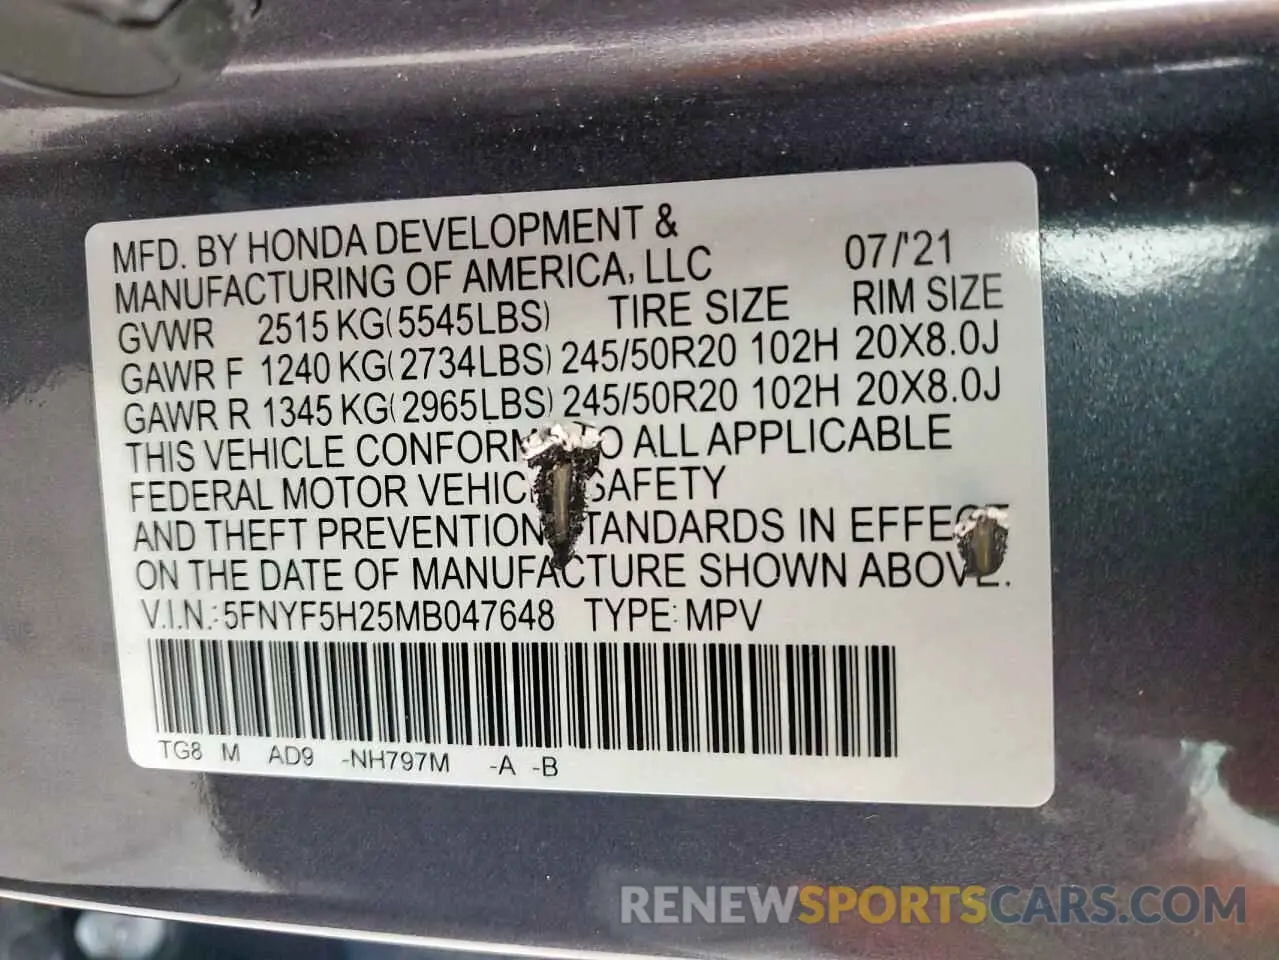 MFD. BY HONDA DEVELOPMENT &
MANUFACTURING OF AMERICA, LLC 07/'21
GVWR 2515 KG(5545LBS) TIRE SIZE RIM SIZE
GAWR F 1240 KG(2734LBS) 245/50R20 102H 20X8.0J
GAWR R 1345 KG(2965LBS) 245/50R20 102H 20X8.0J
THIS VEHICLE CONFORM TO ALL APPLICABLE
FEDERAL MOTOR VEHICLE SAFETY
AND THEFT PREVENTION STANDARDS IN EFFECT
ON THE DATE OF MANUFACTURE SHOWN ABOVE.
V.I.N.: 5FNYF5H25MB047648 TYPE: MPV
TG8 M AD9 -NH797M -A -B
RENEWSPORTSCARS.COM